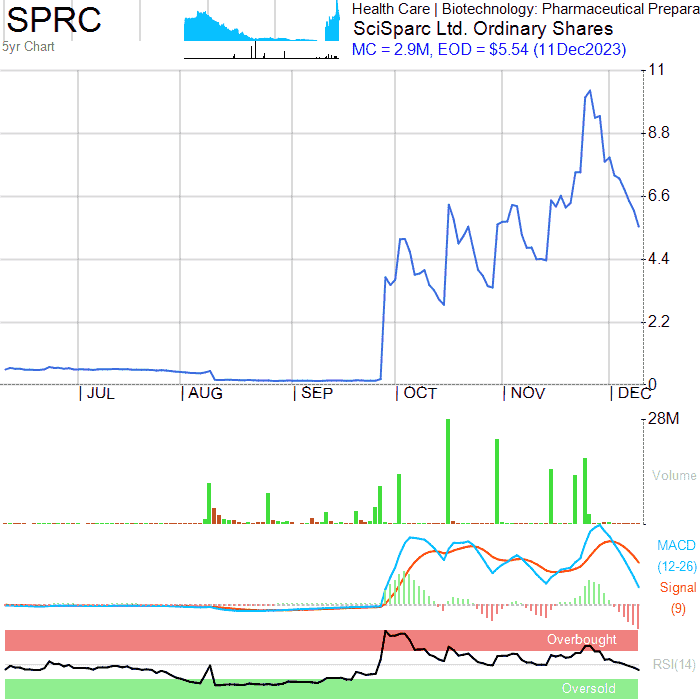 SPRC
5yr Chart
Health Care | Biotechnology: Pharmaceutical Prepara
SciSparc Ltd. Ordinary Shares
MC = 2.9M, EOD = $5.54 (11Dec2023)
11
8.8
6.6
4.4
2.2
0
|JUL |AUG |SEP |OCT |NOV |DEC
28M
Volume
MACD
(12-26)
Signal
(9)
Overbought
RSI(14)
Oversold